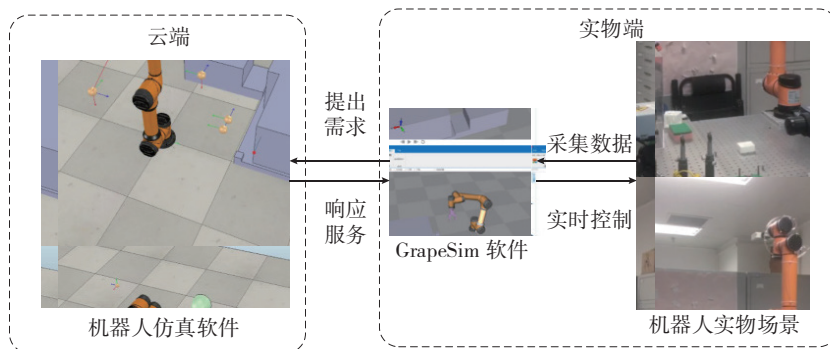 云端
实物端
提出
需求
采集数据
响应
服务
实时控制
GrapeSim 软件
机器人仿真软件
机器人实物场景